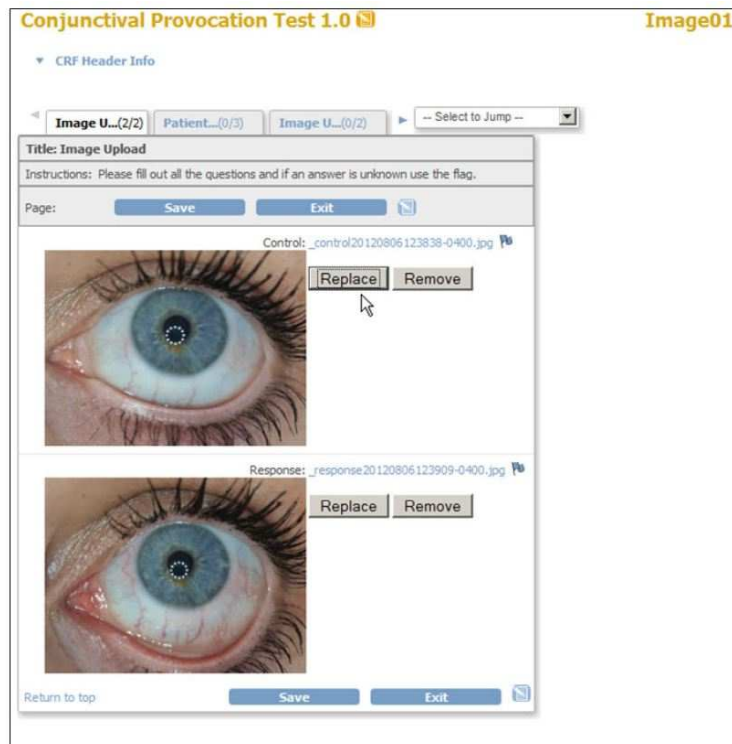 Conjunctival Provocation Test 1.0 Image01
CRF Header Info
Image U...(2/2) Patient...(0/3) Image U...(0/2) -- Select to Jump --
Title: Image Upload
Instructions: Please fill out all the questions and if an answer is unknown use the flag.
Page: Save Exit
Control: _control20120806123838-0400.jpg
Replace Remove
Response: _response20120806123909-0400.jpg
Replace Remove
Return to top Save Exit